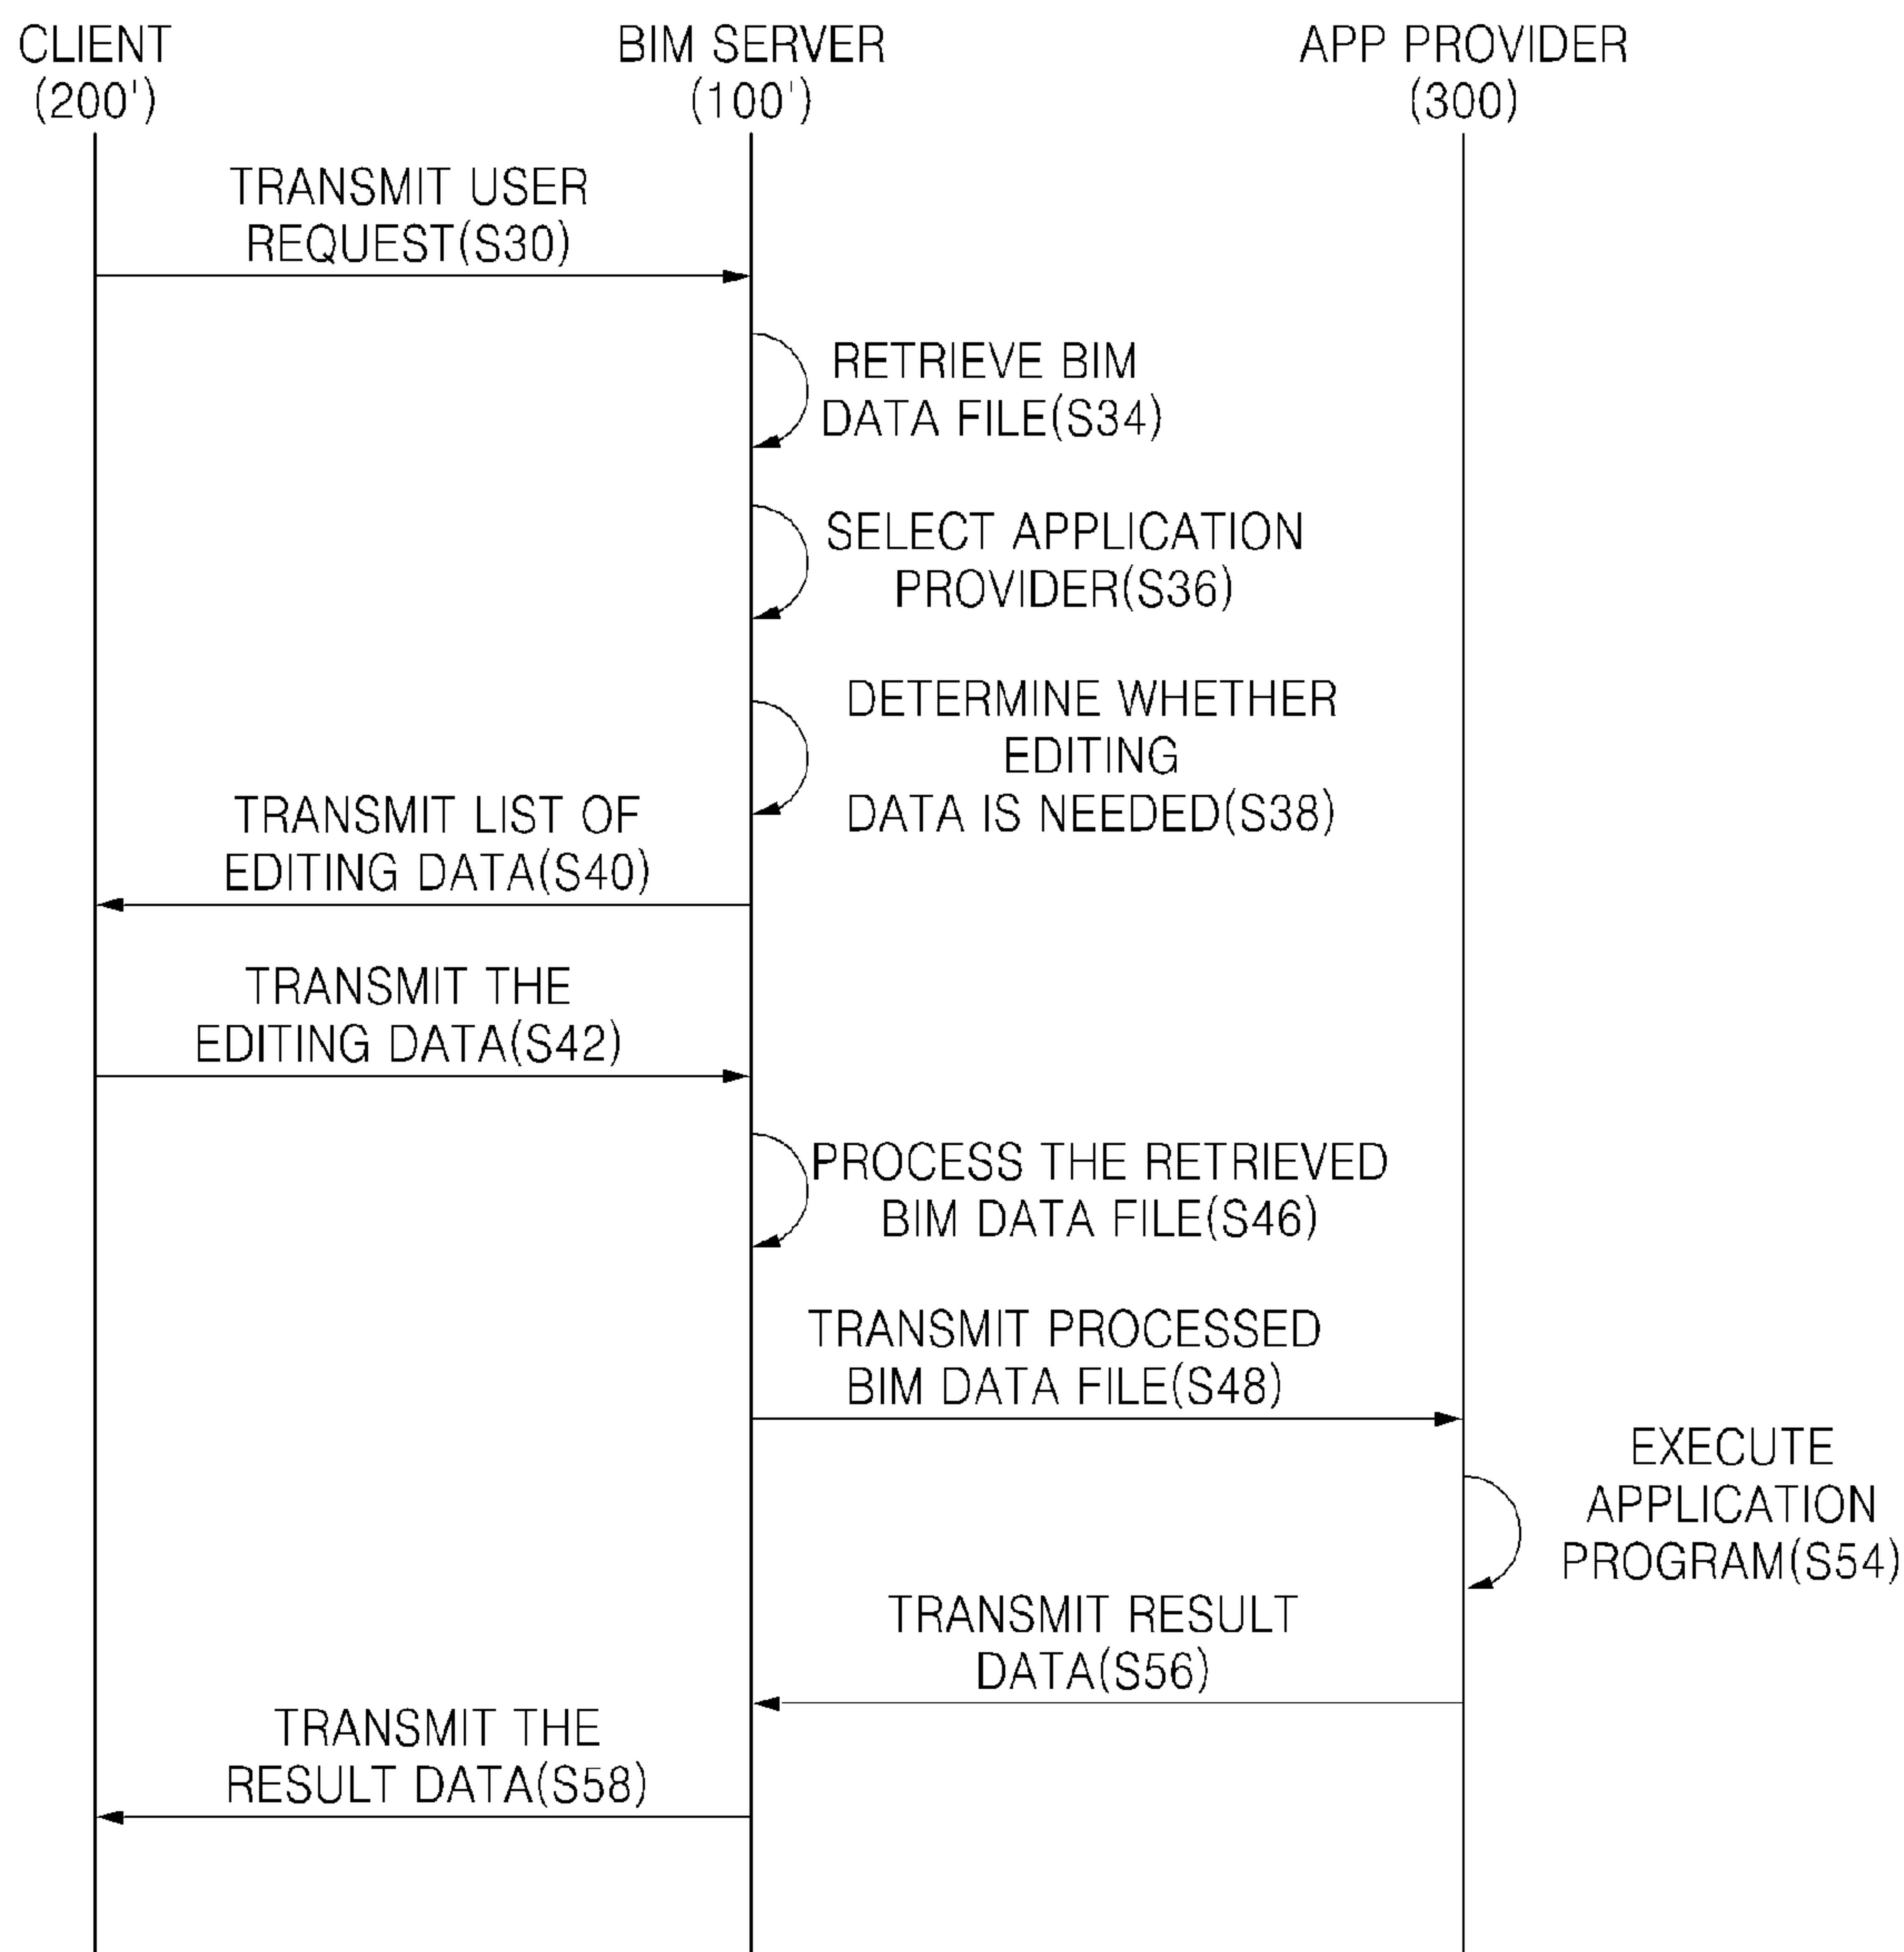 CLIENT
(200')
BIM SERVER
(100')
APP PROVIDER
(300)
TRANSMIT USER
REQUEST(S30)
RETRIEVE BIM
DATA FILE(S34)
SELECT APPLICATION
PROVIDER(S36)
DETERMINE WHETHER
EDITING
DATA IS NEEDED(S38)
TRANSMIT LIST OF
EDITING DATA(S40)
TRANSMIT THE
EDITING DATA(S42)
PROCESS THE RETRIEVED
BIM DATA FILE(S46)
TRANSMIT PROCESSED
BIM DATA FILE(S48)
EXECUTE
APPLICATION
PROGRAM(S54)
TRANSMIT RESULT
DATA(S56)
TRANSMIT THE
RESULT DATA(S58)